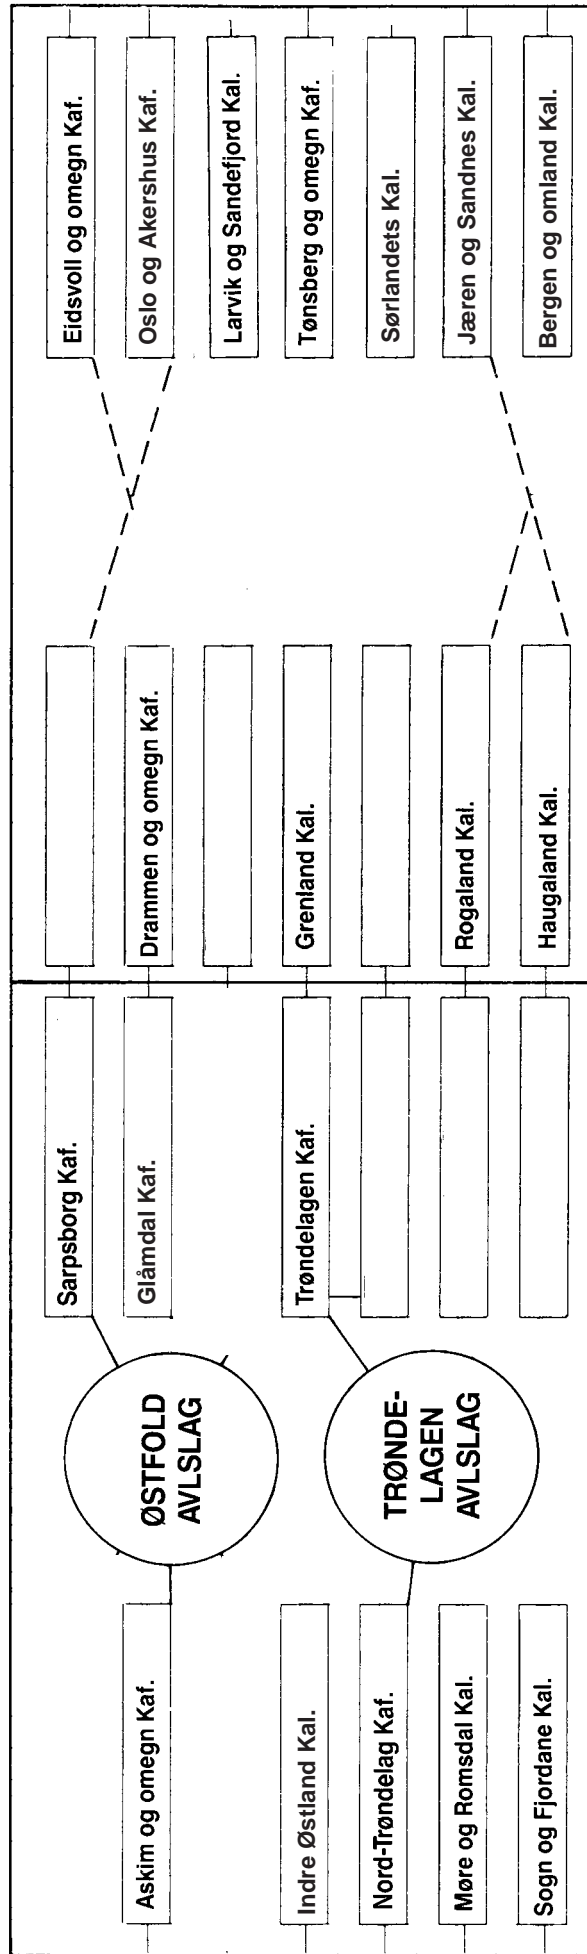 Askim og omegn Kaf.
Indre Østland Kal.
Nord-Trøndelag Kaf.
Møre og Romsdal Kal.
Sogn og Fjordane Kal.
ØSTFOLD
AVLSLAG
TRØNDE-
LAGEN
AVLSLAG
Sarpsborg Kaf.
Glåmdal Kaf.
Trøndelagen Kaf.
Drammen og omegn Kaf.
Grenland Kal.
Rogaland Kal.
Haugaland Kal.
Eidsvoll og omegn Kaf.
Oslo og Akershus Kaf.
Larvik og Sandefjord Kal.
Tønsberg og omegn Kaf.
Sørlandets Kal.
Jæren og Sandnes Kal.
Bergen og omland Kal.